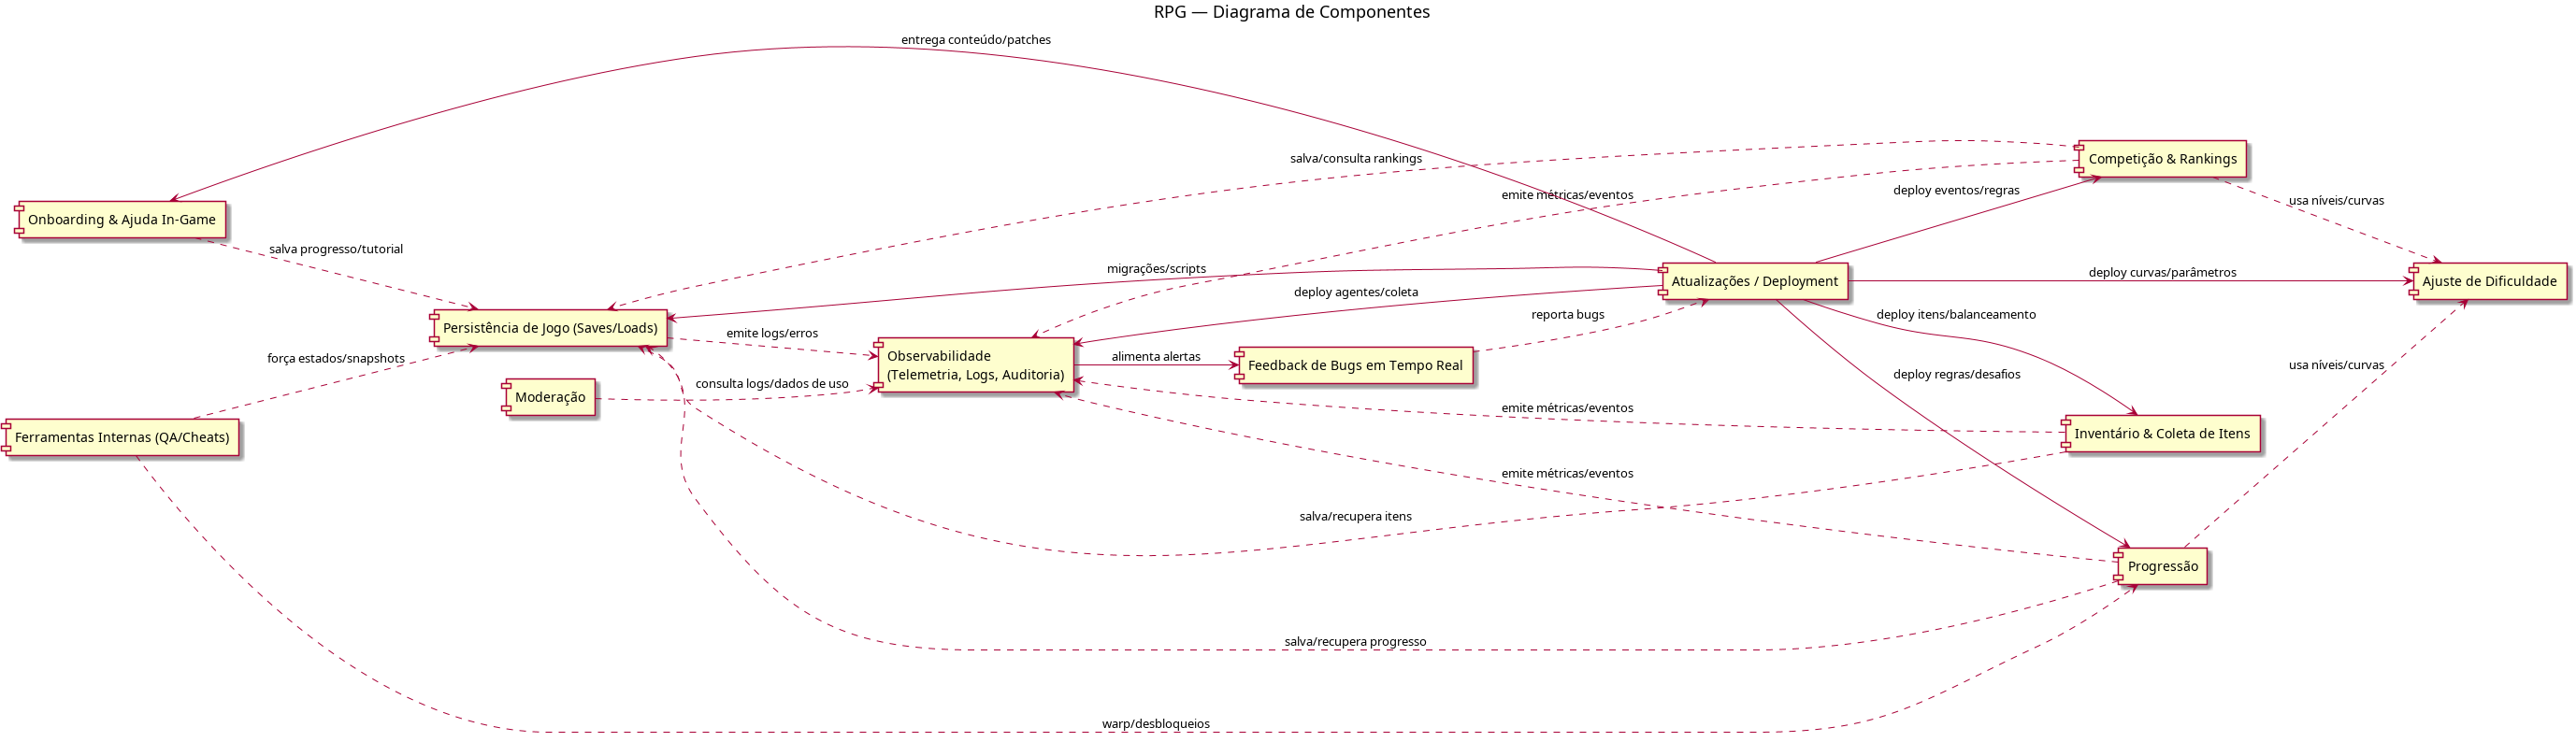 RPG — Diagrama de Componentes
entrega conteúdo/patches
salva/consulta rankings
Competição & Rankings
emite métricas/eventos
deploy eventos/regras
usa níveis/curvas
Onboarding & Ajuda In-Game
salva progresso/tutorial
migrações/scripts
Atualizações / Deployment
deploy curvas/parâmetros
Ajuste de Dificuldade
deploy agentes/coleta
reporta bugs
deploy itens/balanceamento
Persistência de Jogo (Saves/Loads)
emite logs/erros
força estados/snapshots
Observabilidade
(Telemetria, Logs, Auditoria)
alimenta alertas
Feedback de Bugs em Tempo Real
usa níveis/curvas
deploy regras/desafios
consulta logs/dados de uso
Moderação
emite métricas/eventos
Ferramentas Internas (QA/Cheats)
Inventário & Coleta de Itens
emite métricas/eventos
salva/recupera itens
Progressão
salva/recupera progresso
warp/desbloqueios